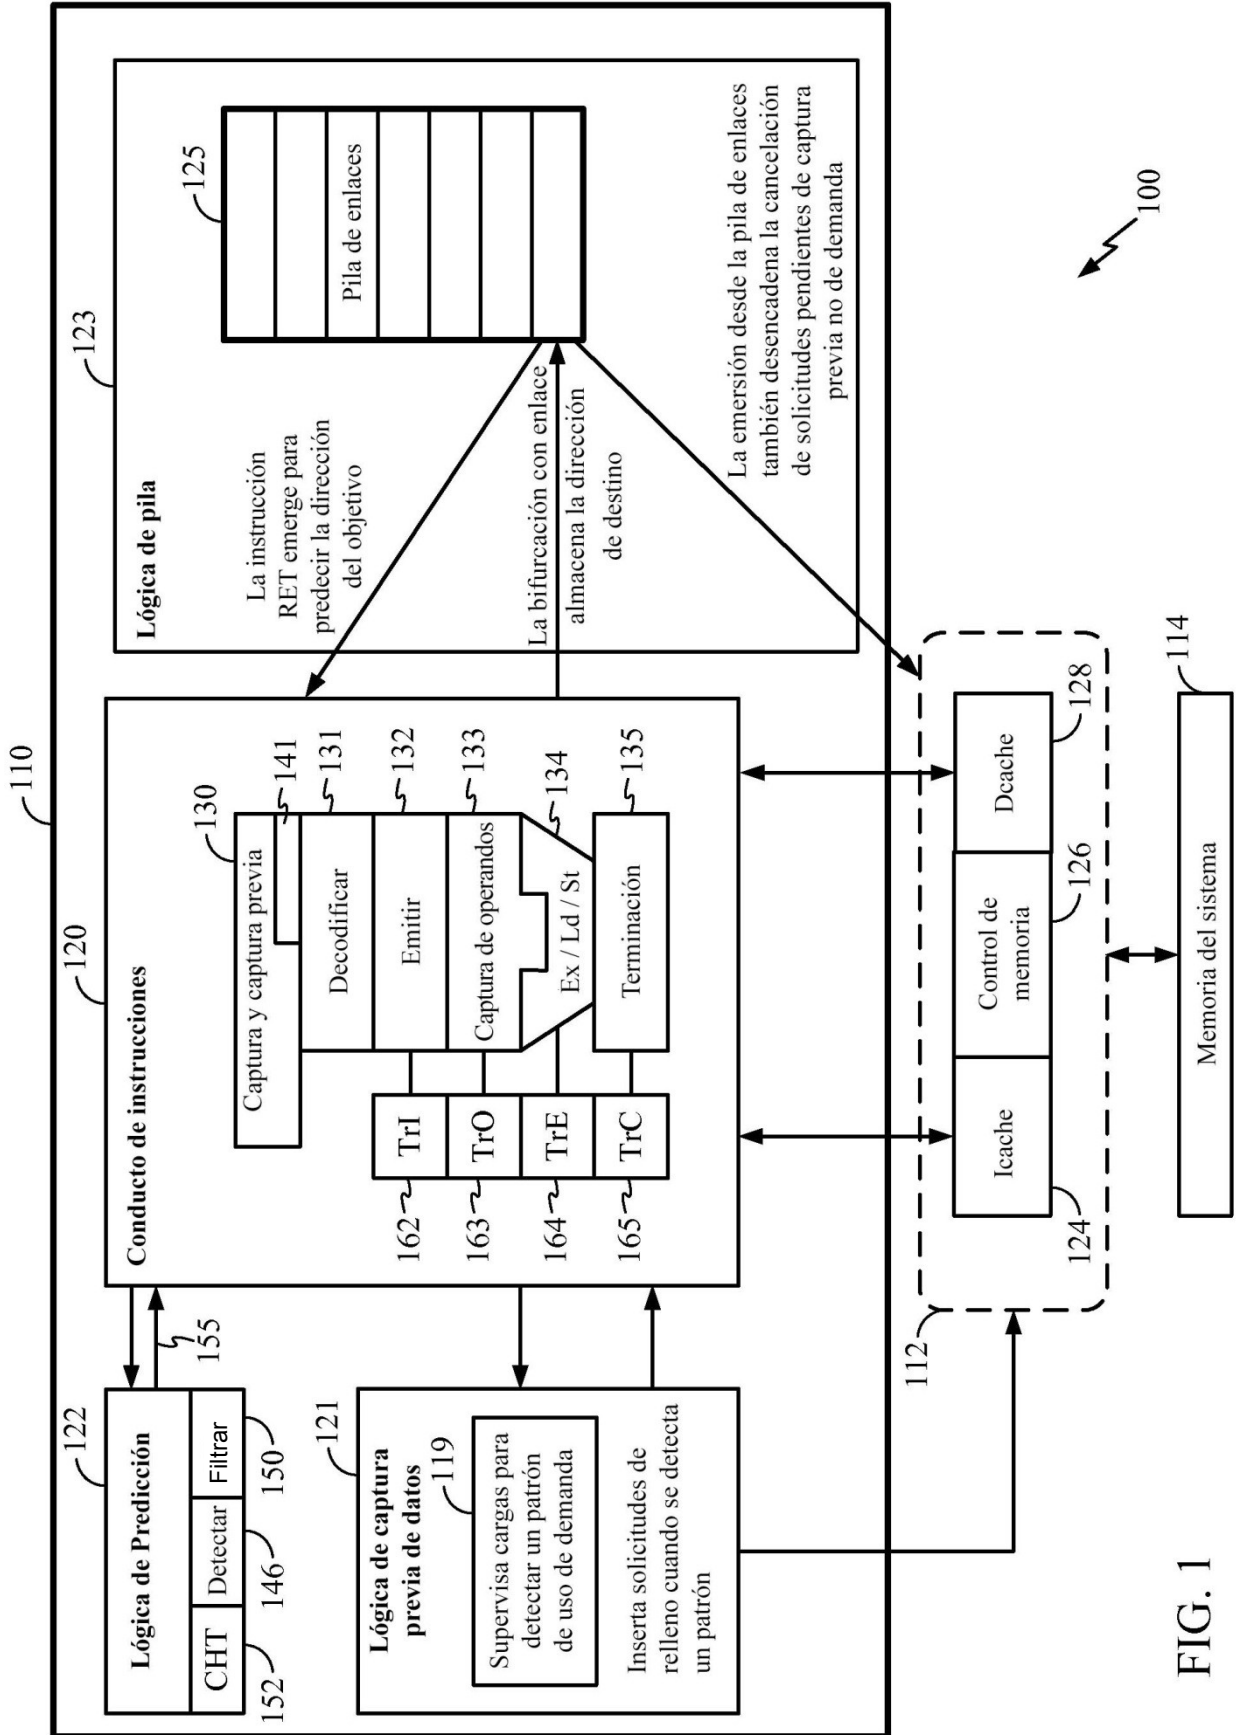 110
122
Lógica de Predicción
CHT
Detectar
Filtrar
152
146
150
155
121
Lógica de captura
previa de datos
119
Supervisa cargas para
detectar un patrón
de uso de demanda
Inserta solicitudes de
relleno cuando se detecta
un patrón
120
Conducto de instrucciones
130
Captura y captura previa
141
Decodificar
131
TrI
162
Emitir
132
TrO
163
Captura de operandos
133
TrE
164
Ex / Ld / St
134
TrC
165
Terminación
135
123
Lógica de pila
125
Pila de enlaces
La instrucción
RET emerge para
predecir la dirección
del objetivo
La bifurcación con enlace
almacena la dirección
de destino
La emersión desde la pila de enlaces
también desencadena la cancelación
de solicitudes pendientes de captura
previa no de demanda
112
Icache
124
Control de
memoria
126
Dcache
128
114
Memoria del sistema
100
FIG. 1